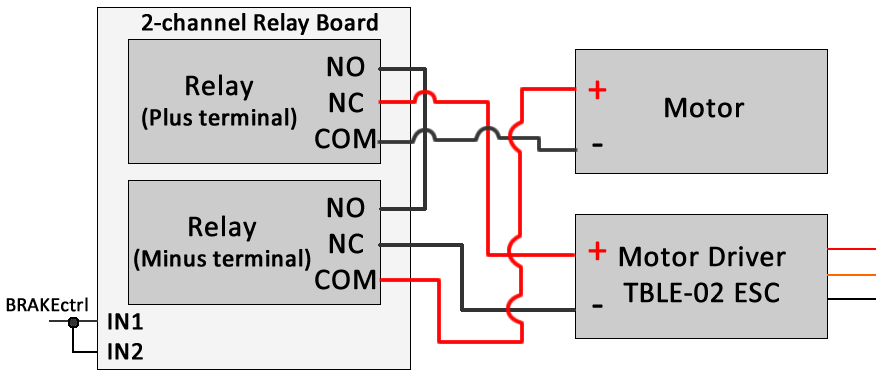 2-channel Relay Board
Relay
(Plus terminal)
NO
NC
COM
Relay
(Minus terminal)
NO
NC
COM
BRAKEctrl
IN1
IN2
+
Motor
-
+
Motor Driver
TBLE-02 ESC
-